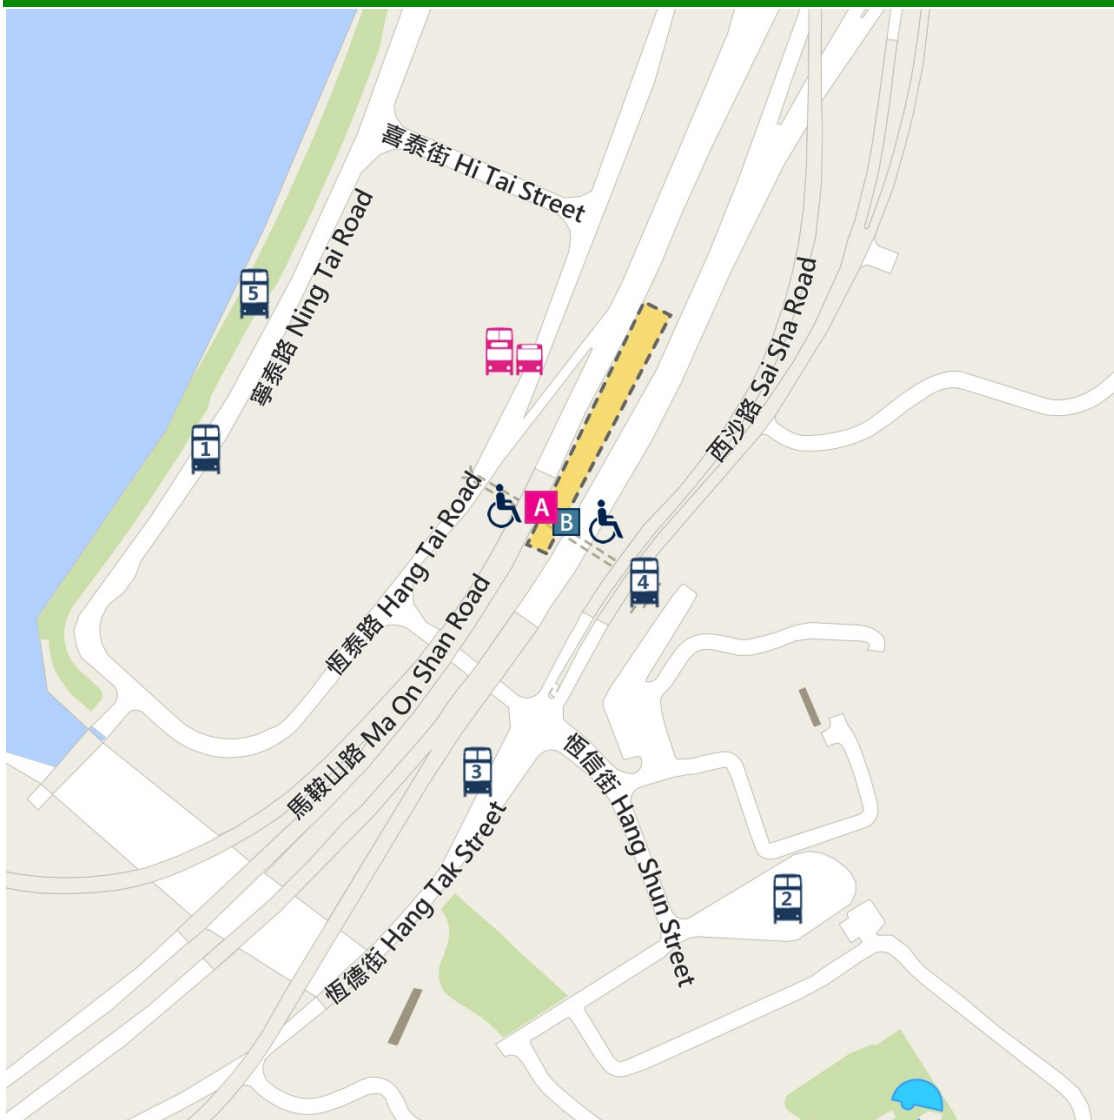 喜泰街 Hi Tai Street
寧泰路 Ning Tai Road
5
西沙路 Sai Sha Road
1
恆泰路 Hang Tai Road
A
B
4
馬鞍山路 Ma On Shan Road
3
恆信街 Hang Shun Street
恆德街 Hang Tak Street
2